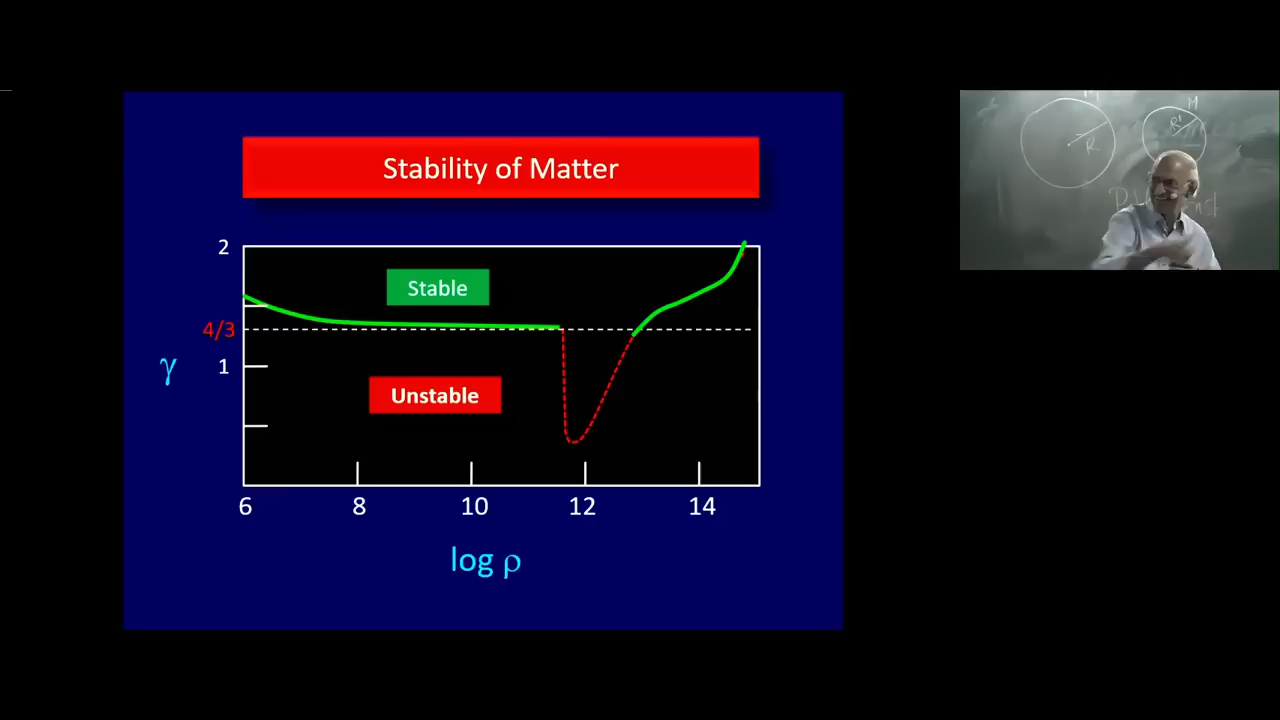 Stability of Matter
2
Stable
4/3
γ
1
Unstable
6 8 10 12 14
log ρ
M
R
M
R'